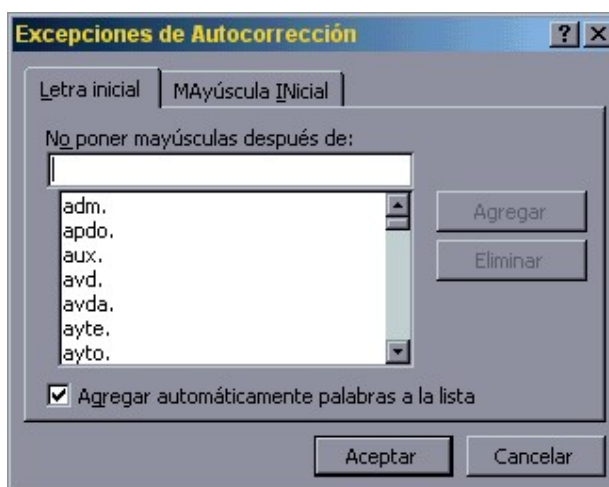 Excepciones de Autocorrección
Letra inicial
MAyúscula INicial
No poner mayúsculas después de:
adm.
apdo.
aux.
avd.
avda.
ayte.
ayto.
Agregar
Eliminar
Agregar automáticamente palabras a la lista
Aceptar
Cancelar